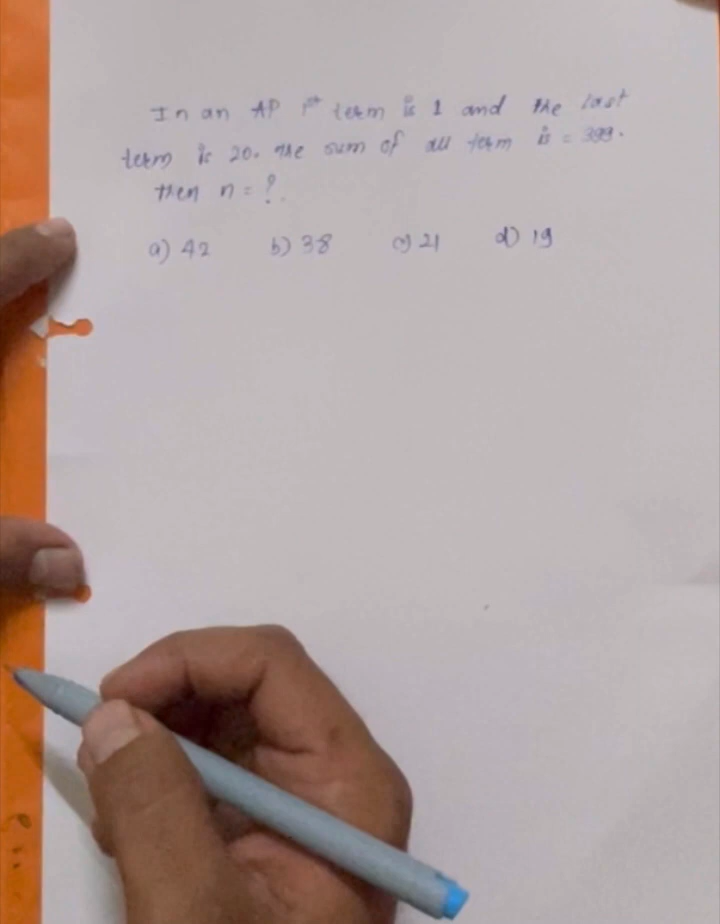 In an AP 1st term is 1 and the last
term is 20. The sum of all term is = 399.
then n = ?.
a) 42 b) 38 c) 21 d) 19